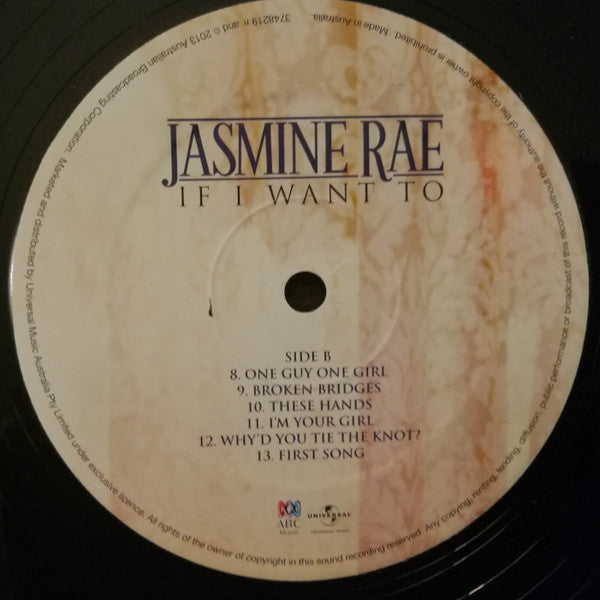 JASMINE RAE
IF I WANT TO
SIDE B
8. ONE GUY ONE GIRL
9. BROKEN BRIDGES
10. THESE HANDS
11. I'M YOUR GIRL
12. WHY'D YOU TIE THE KNOT?
13. FIRST SONG
ABC
Music
UNIVERSAL
UNIVERSAL MUSIC
3748219 ℗ and © 2013 Australian Broadcasting Corporation. Marketed and distributed by Universal Music Australia Pty Limited under exclusive licence. All rights of the owner of copyright in this sound recording reserved. Any copying, renting, lending, diffusion, public performance or broadcast of this record without the authority of the copyright owner is prohibited. Made in Australia.